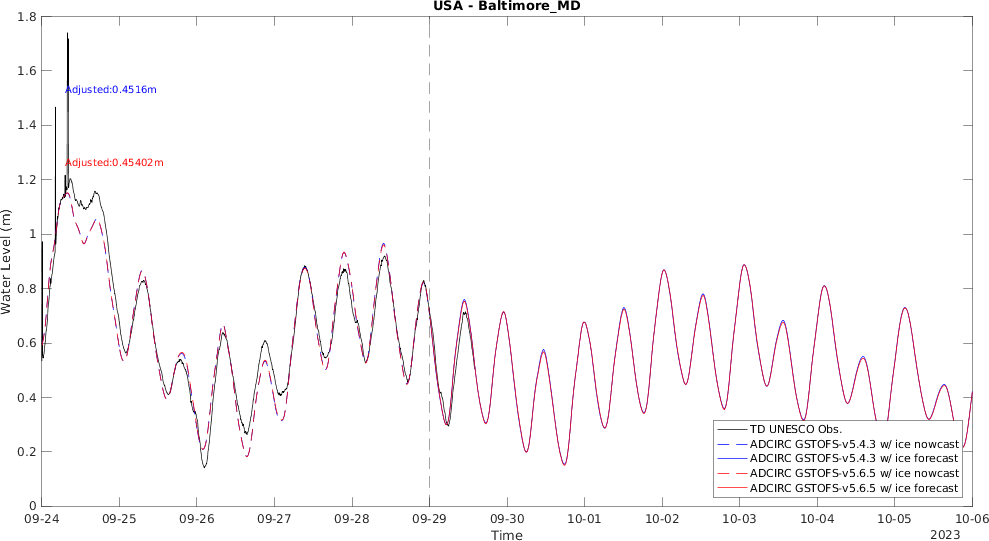 USA - Baltimore_MD
1.8
1.6
1.4
1.2
1
0.8
0.6
0.4
0.2
0
Water Level (m)
Adjusted:0.4516m
Adjusted:0.45402m
TD UNESCO Obs.
ADCIRC GSTOFS-v5.4.3 w/ ice nowcast
ADCIRC GSTOFS-v5.4.3 w/ ice forecast
ADCIRC GSTOFS-v5.6.5 w/ ice nowcast
ADCIRC GSTOFS-v5.6.5 w/ ice forecast
09-24 09-25 09-26 09-27 09-28 09-29 09-30 10-01 10-02 10-03 10-04 10-05 10-06
Time
2023